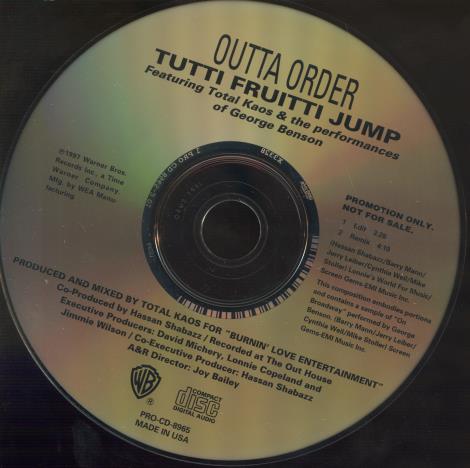 OUTTA ORDER
TUTTI FRUITTI JUMP
Featuring Total Kaos & the performances
of George Benson
℗1997 Warner Bros.
Records Inc., a Time
Warner Company.
Mfg. by WEA Manu-
facturing
PROMOTION ONLY.
NOT FOR SALE.
1 Edit 3:26
2 Remix 4:10
(Hassan Shabazz/Barry Mann/
Jerry Leiber/Cynthia Weil/Mike
Stoller) Lonnie's World For Music/
Screen Gems-EMI Music Inc.
This composition embodies portions
and contains a sample of "On
Broadway" performed by George
Benson. (Barry Mann/Jerry Leiber/
Cynthia Weil/Mike Stoller) Screen
Gems-EMI Music Inc.
PRODUCED AND MIXED BY TOTAL KAOS FOR "BURNIN' LOVE ENTERTAINMENT"
Co-Produced by Hassan Shabazz / Recorded at The Out House
Executive Producers: David Michery, Lonnie Copeland and
Jimmie Wilson / Co-Executive Producer: Hassan Shabazz
A&R Director: Joy Bailey
WB
COMPACT
disc
DIGITAL AUDIO
PRO-CD-8965
MADE IN USA